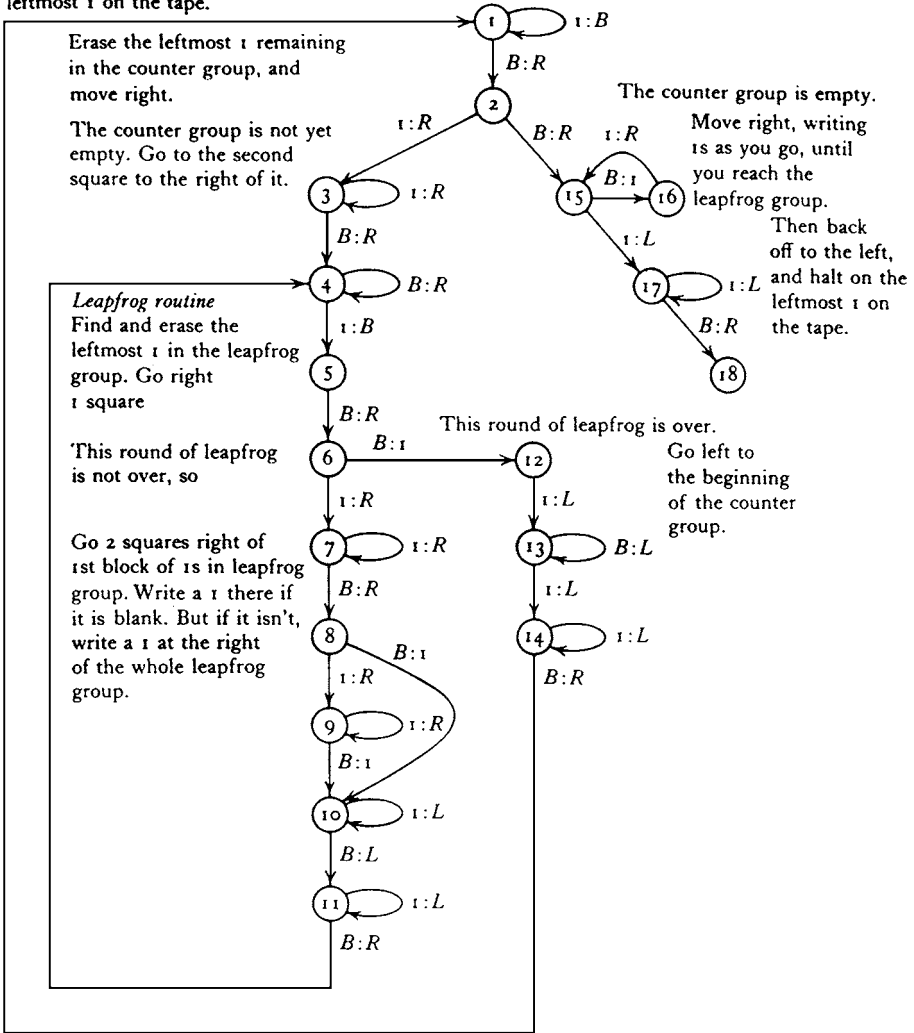 leftmost 1 on the tape.
1
1:B
Erase the leftmost 1 remaining
in the counter group, and
move right.
B:R
2
The counter group is empty.
The counter group is not yet
empty. Go to the second
square to the right of it.
1:R
B:R
1:R
Move right, writing
1s as you go, until
you reach the
leapfrog group.
3
1:R
15
B:1
16
B:R
1:L
Then back
off to the left,
and halt on the
leftmost 1 on
the tape.
4
B:R
17
1:L
Leapfrog routine
Find and erase the
leftmost 1 in the leapfrog
group. Go right
1 square
1:B
B:R
5
18
B:R
This round of leapfrog is over.
This round of leapfrog
is not over, so
6
B:1
12
Go left to
the beginning
of the counter
group.
1:R
1:L
Go 2 squares right of
1st block of 1s in leapfrog
group. Write a 1 there if
it is blank. But if it isn't,
write a 1 at the right
of the whole leapfrog
group.
7
1:R
13
B:L
B:R
1:L
8
B:1
14
1:L
1:R
B:R
9
1:R
B:1
10
1:L
B:L
11
1:L
B:R